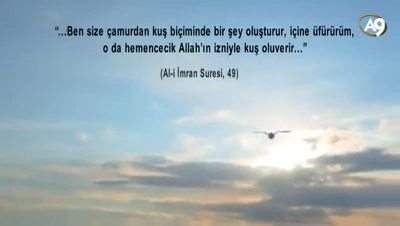 A9
“...Ben size çamurdan kuş biçiminde bir şey oluşturur, içine üfürürüm,
o da hemencecik Allah’ın izniyle kuş oluverir...”
(Al-i İmran Suresi, 49)